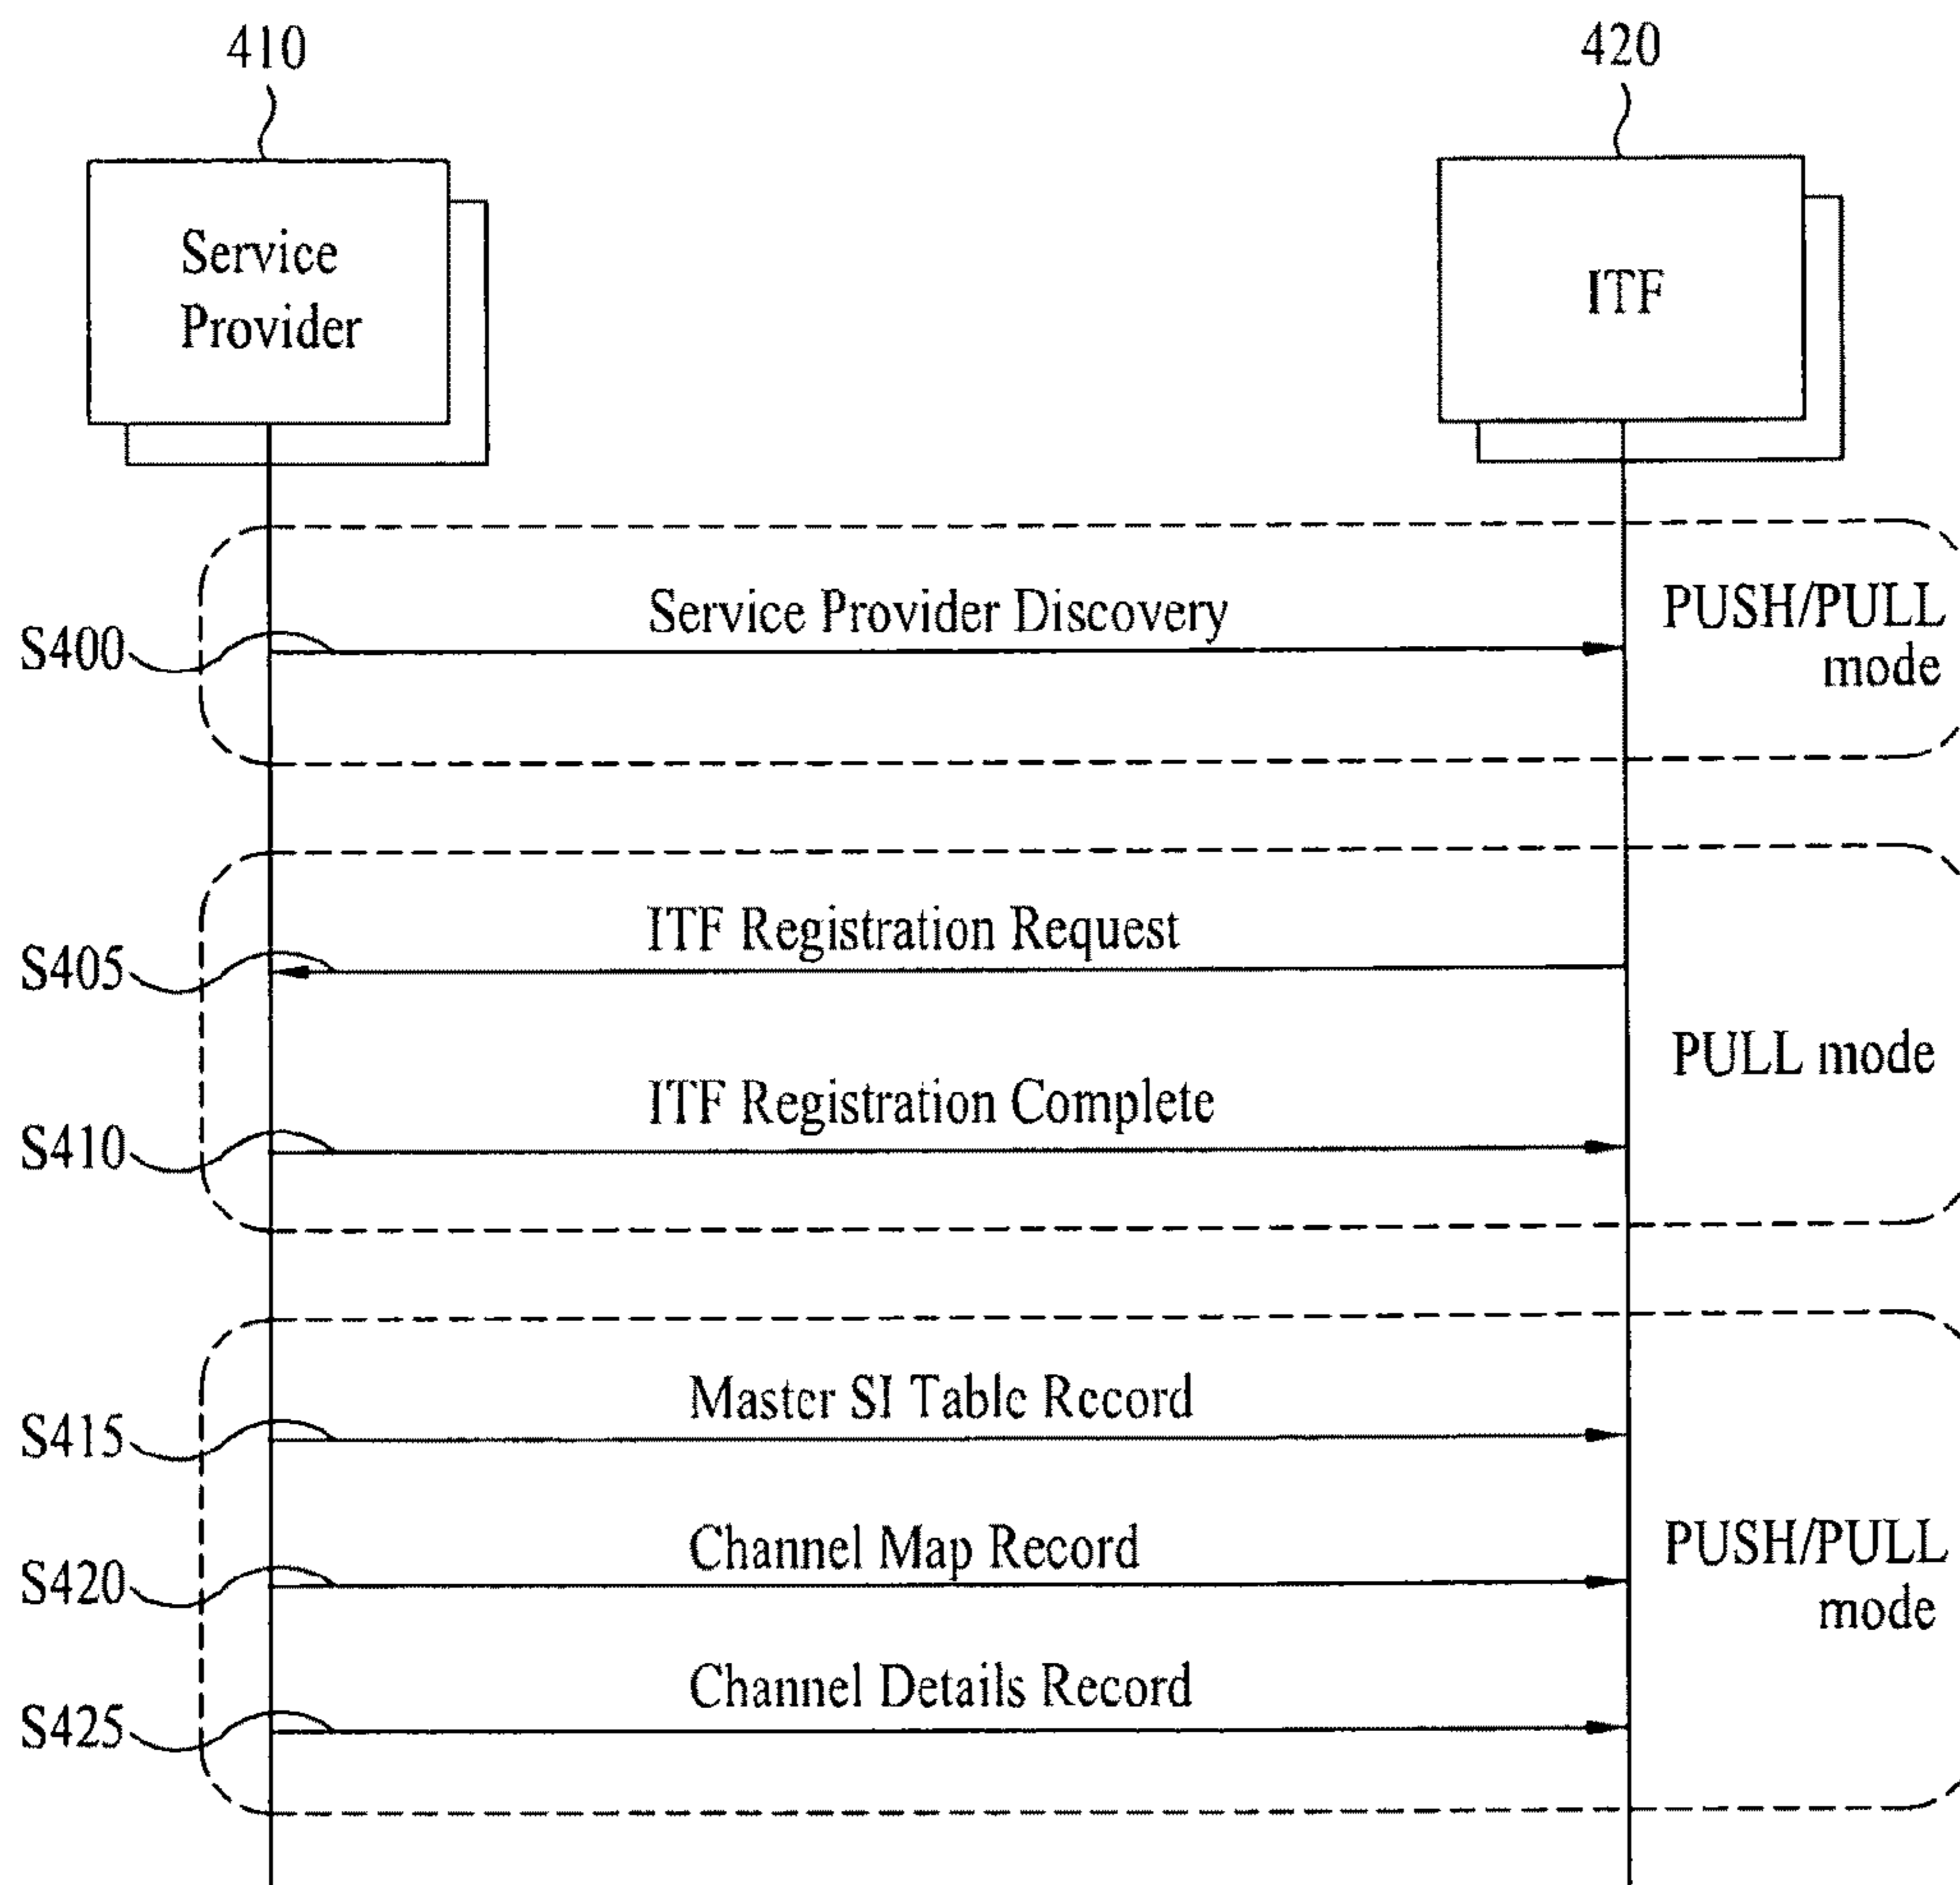 410
420
Service
Provider
ITF
Service Provider Discovery
PUSH/PULL
mode
S400
ITF Registration Request
S405
PULL mode
ITF Registration Complete
S410
Master SI Table Record
S415
Channel Map Record
PUSH/PULL
mode
S420
Channel Details Record
S425